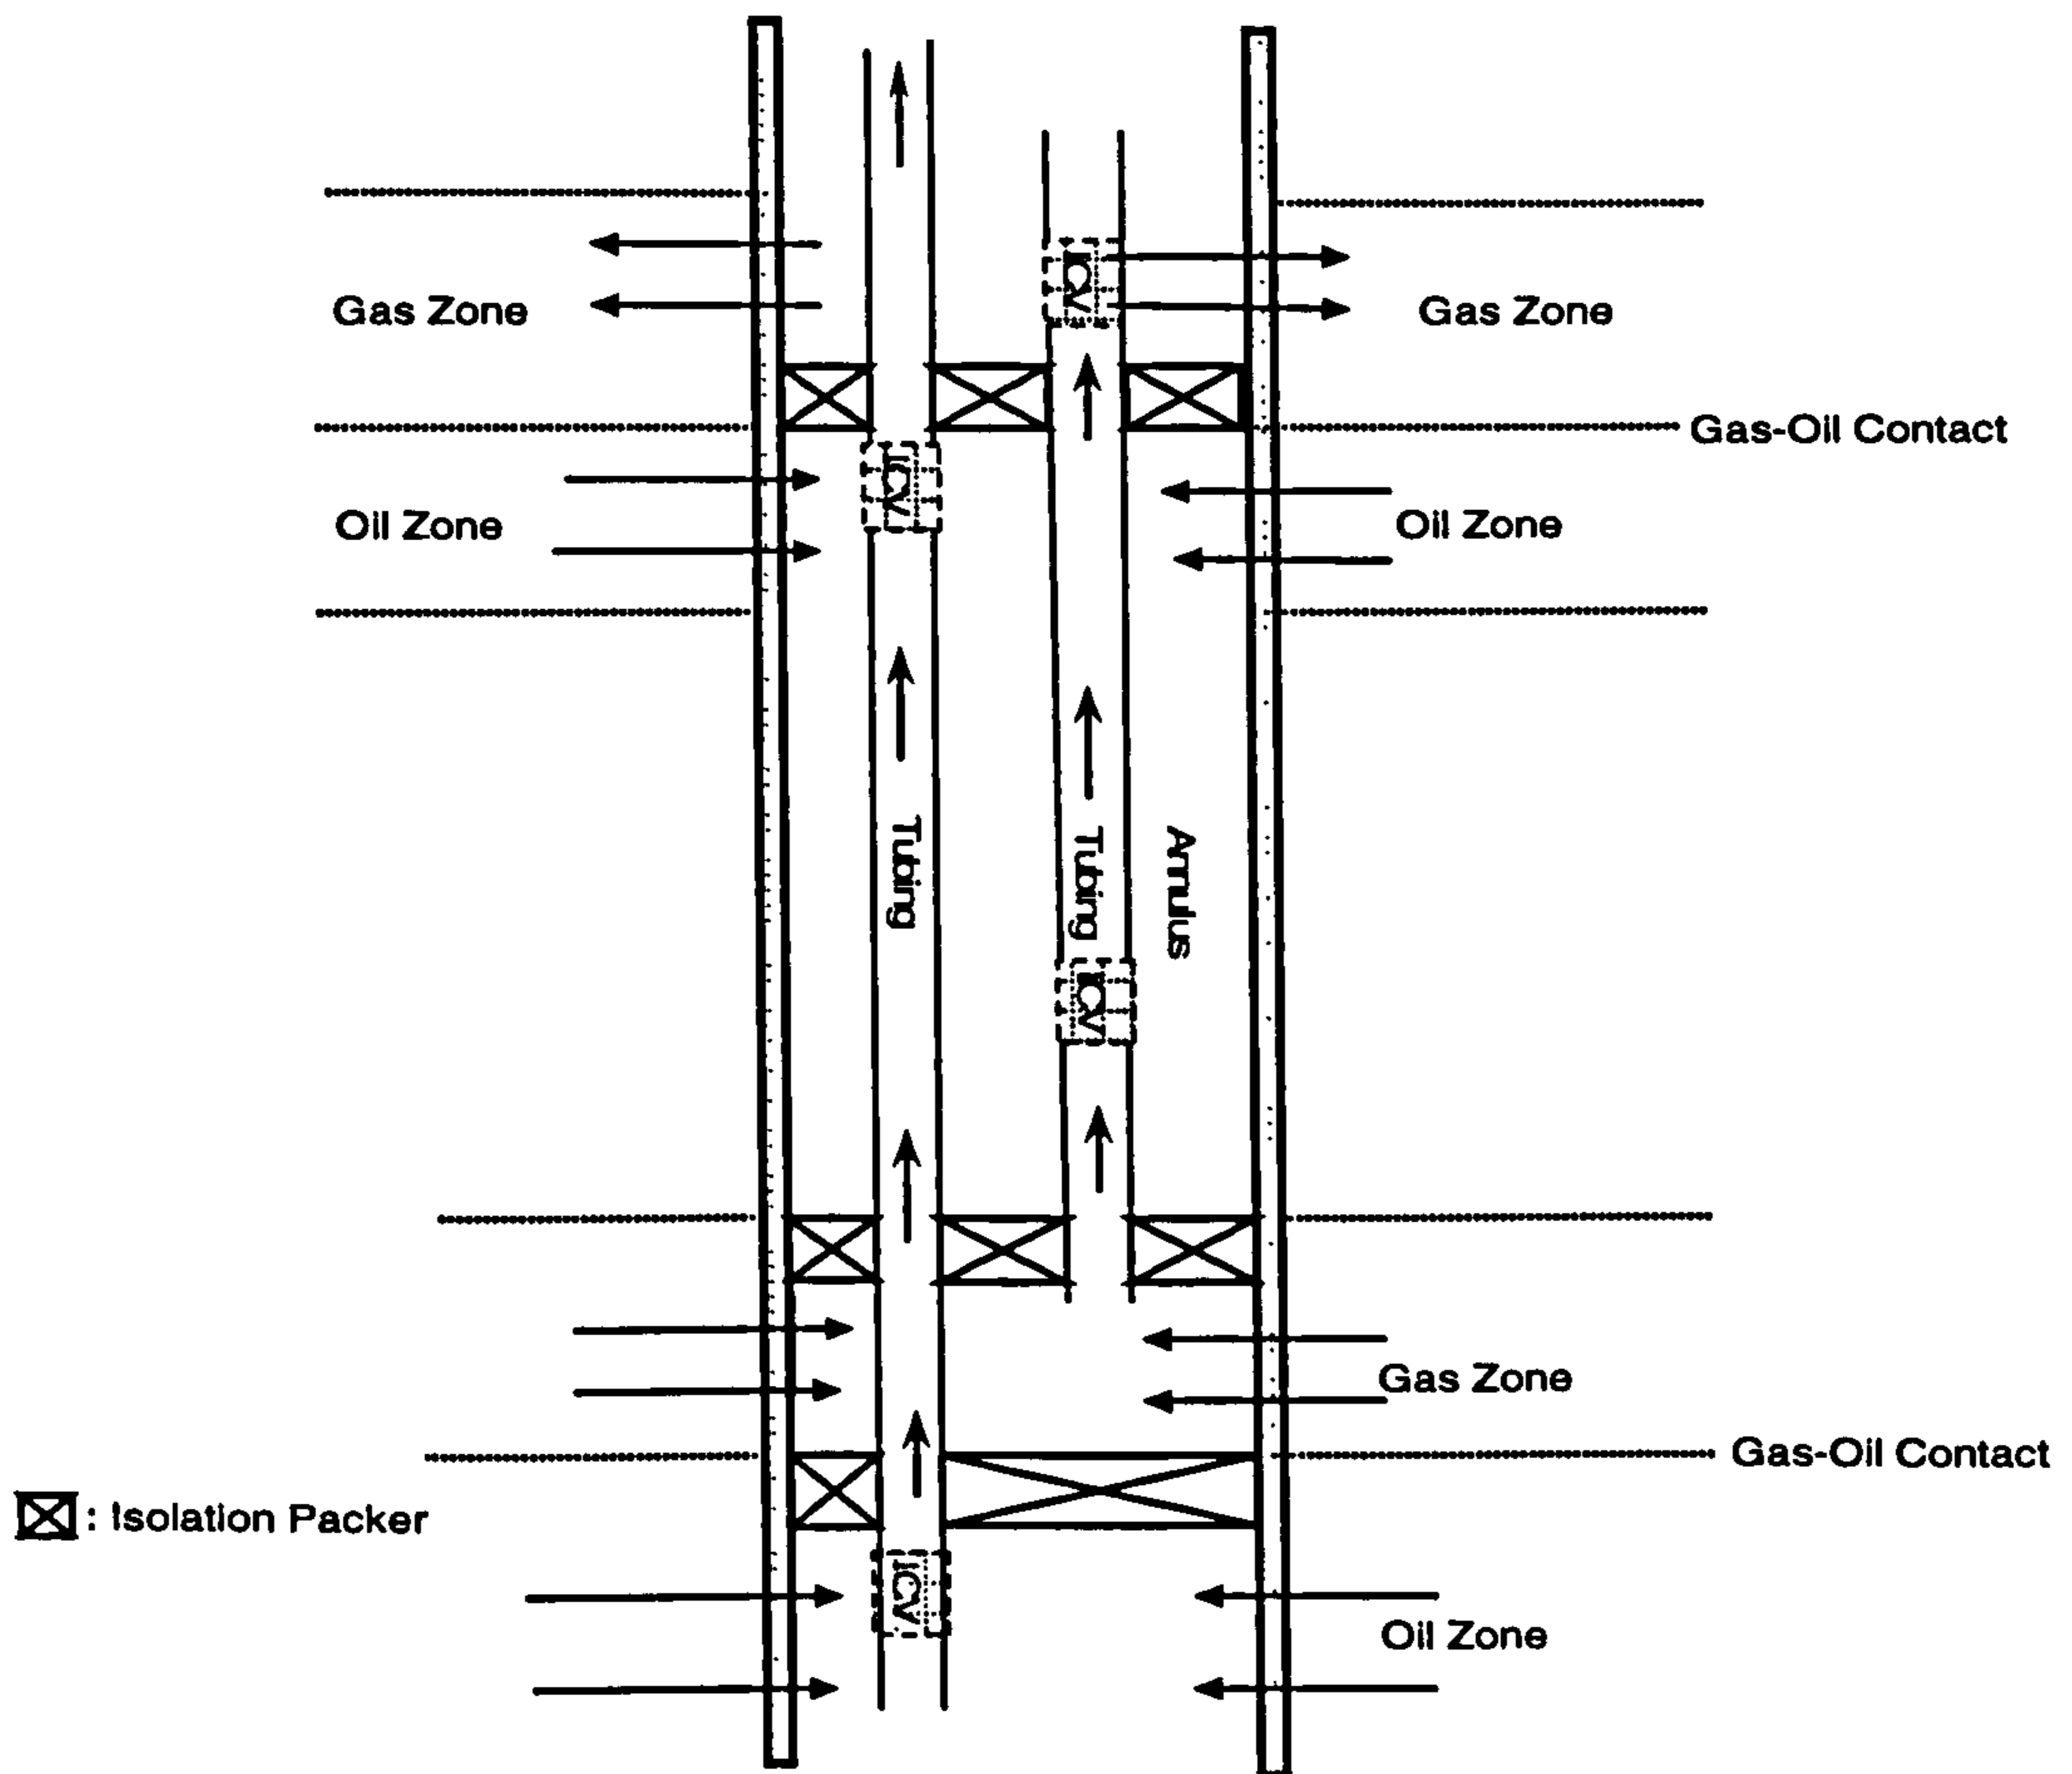 Gas Zone
ICV
Gas Zone
Gas-Oil Contact
ICV
Oil Zone
Oil Zone
Tubing
Tubing
Annulus
ICV
Gas Zone
Gas-Oil Contact
: Isolation Packer
ICV
Oil Zone